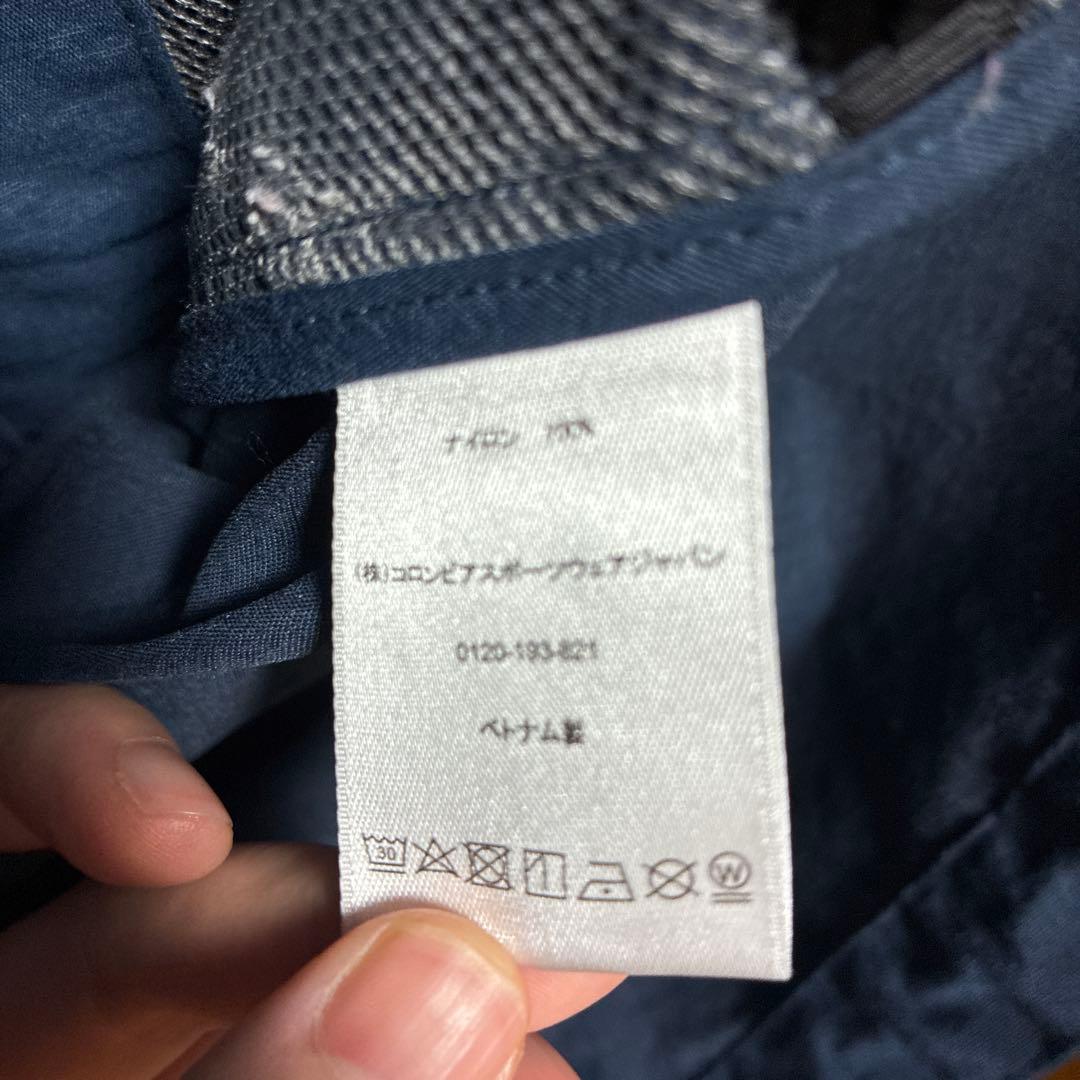 ナイロン 100%
(株)コロンビアスポーツウェアジャパン
0120-193-821
ベトナム製
30
W